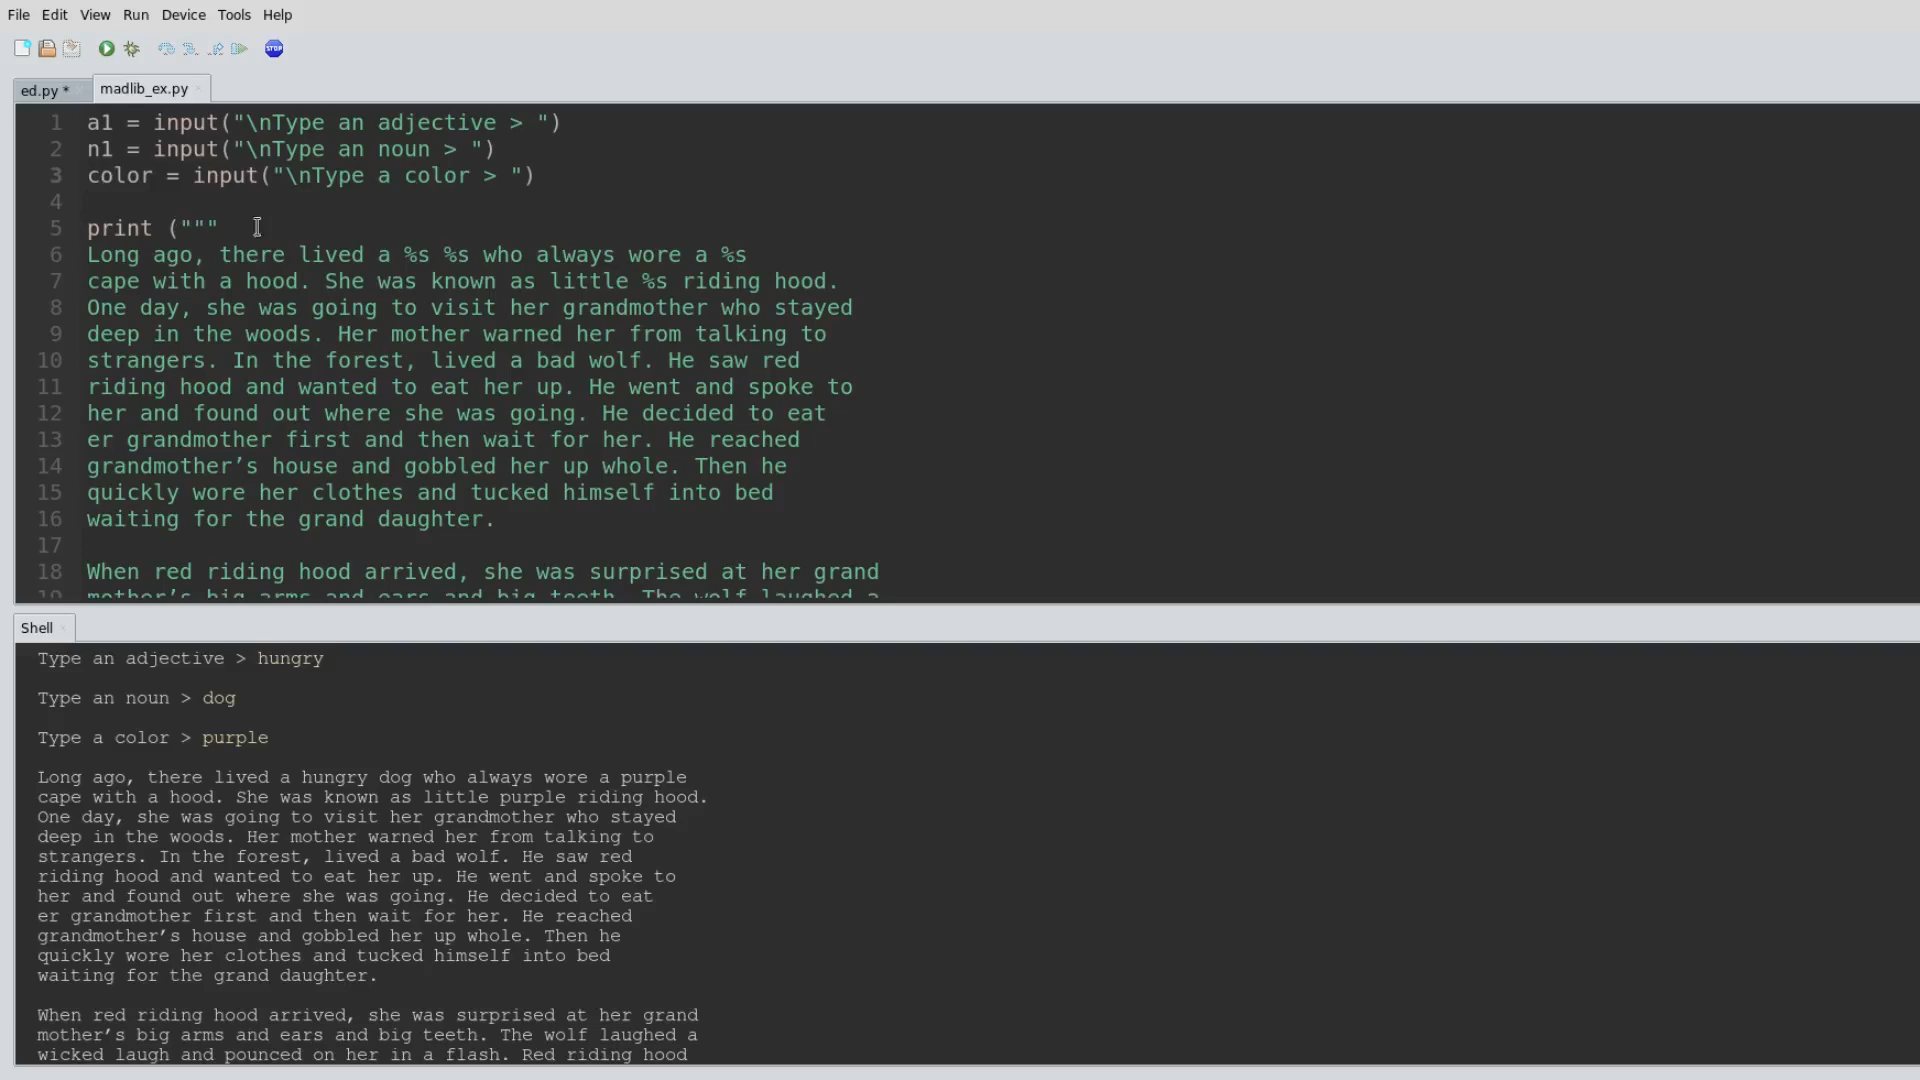 File Edit View Run Device Tools Help
STOP
ed.py * madlib_ex.py
1 a1 = input("\nType an adjective > ")
2 n1 = input("\nType an noun > ")
3 color = input("\nType a color > ")
4
5 print ("""
6 Long ago, there lived a %s %s who always wore a %s
7 cape with a hood. She was known as little %s riding hood.
8 One day, she was going to visit her grandmother who stayed
9 deep in the woods. Her mother warned her from talking to
10 strangers. In the forest, lived a bad wolf. He saw red
11 riding hood and wanted to eat her up. He went and spoke to
12 her and found out where she was going. He decided to eat
13 er grandmother first and then wait for her. He reached
14 grandmother’s house and gobbled her up whole. Then he
15 quickly wore her clothes and tucked himself into bed
16 waiting for the grand daughter.
17
18 When red riding hood arrived, she was surprised at her grand
19 mother’s big arms and ears and big teeth. The wolf laughed a
Shell
Type an adjective > hungry
Type an noun > dog
Type a color > purple
Long ago, there lived a hungry dog who always wore a purple
cape with a hood. She was known as little purple riding hood.
One day, she was going to visit her grandmother who stayed
deep in the woods. Her mother warned her from talking to
strangers. In the forest, lived a bad wolf. He saw red
riding hood and wanted to eat her up. He went and spoke to
her and found out where she was going. He decided to eat
er grandmother first and then wait for her. He reached
grandmother’s house and gobbled her up whole. Then he
quickly wore her clothes and tucked himself into bed
waiting for the grand daughter.
When red riding hood arrived, she was surprised at her grand
mother’s big arms and ears and big teeth. The wolf laughed a
wicked laugh and pounced on her in a flash. Red riding hood